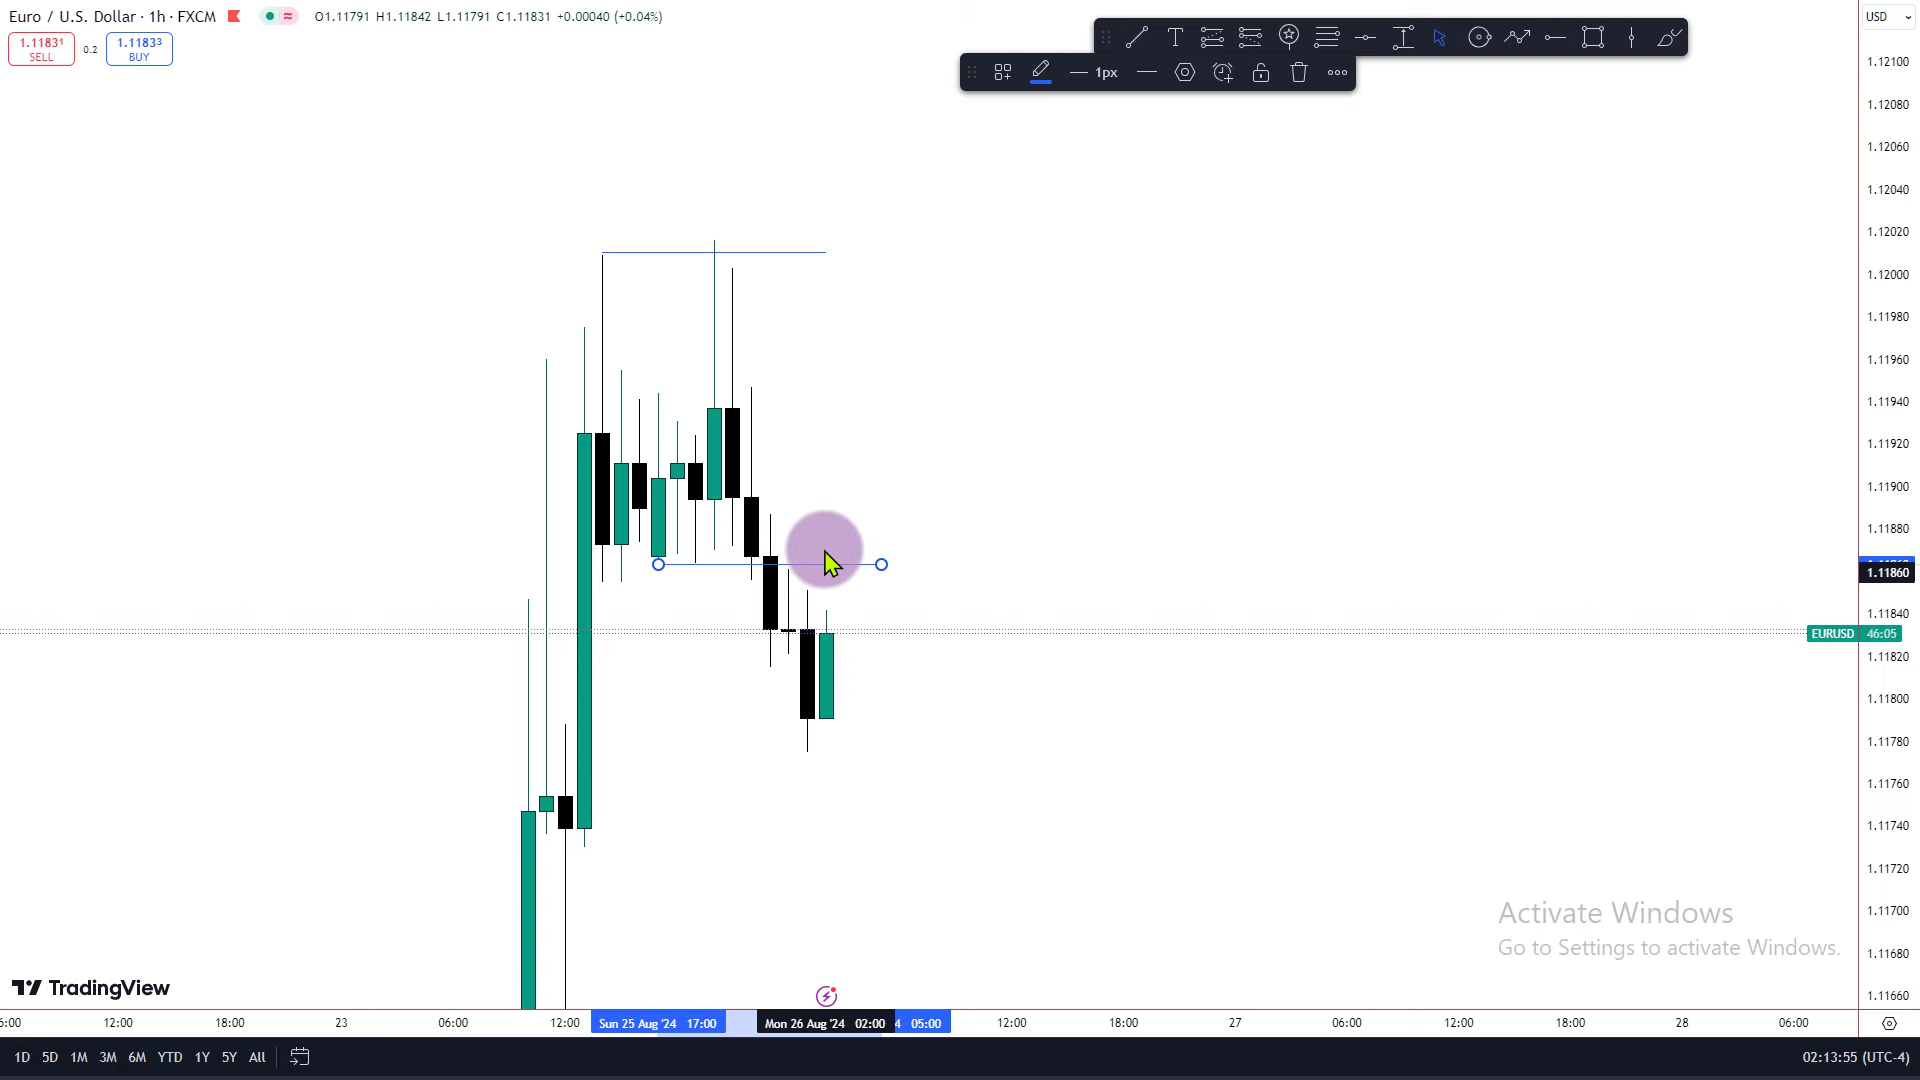 Euro / U.S. Dollar · 1h · FXCM O1.11791 H1.11842 L1.11791 C1.11831 +0.00040 (+0.04%)
USD
1.11831
SELL
0.2
1.11833
BUY
T
1px
1.12100
1.12080
1.12060
1.12040
1.12020
1.12000
1.11980
1.11960
1.11940
1.11920
1.11900
1.11880
1.11860
1.11840
EURUSD 46:05
1.11820
1.11800
1.11780
1.11760
1.11740
1.11720
1.11700
1.11680
1.11660
Activate Windows
Go to Settings to activate Windows.
TradingView
6:00 12:00 18:00 23 06:00 12:00 Sun 25 Aug '24 17:00 Mon 26 Aug '24 02:00 4 05:00 12:00 18:00 27 06:00 12:00 18:00 28 06:00
1D 5D 1M 3M 6M YTD 1Y 5Y All 02:13:55 (UTC-4)